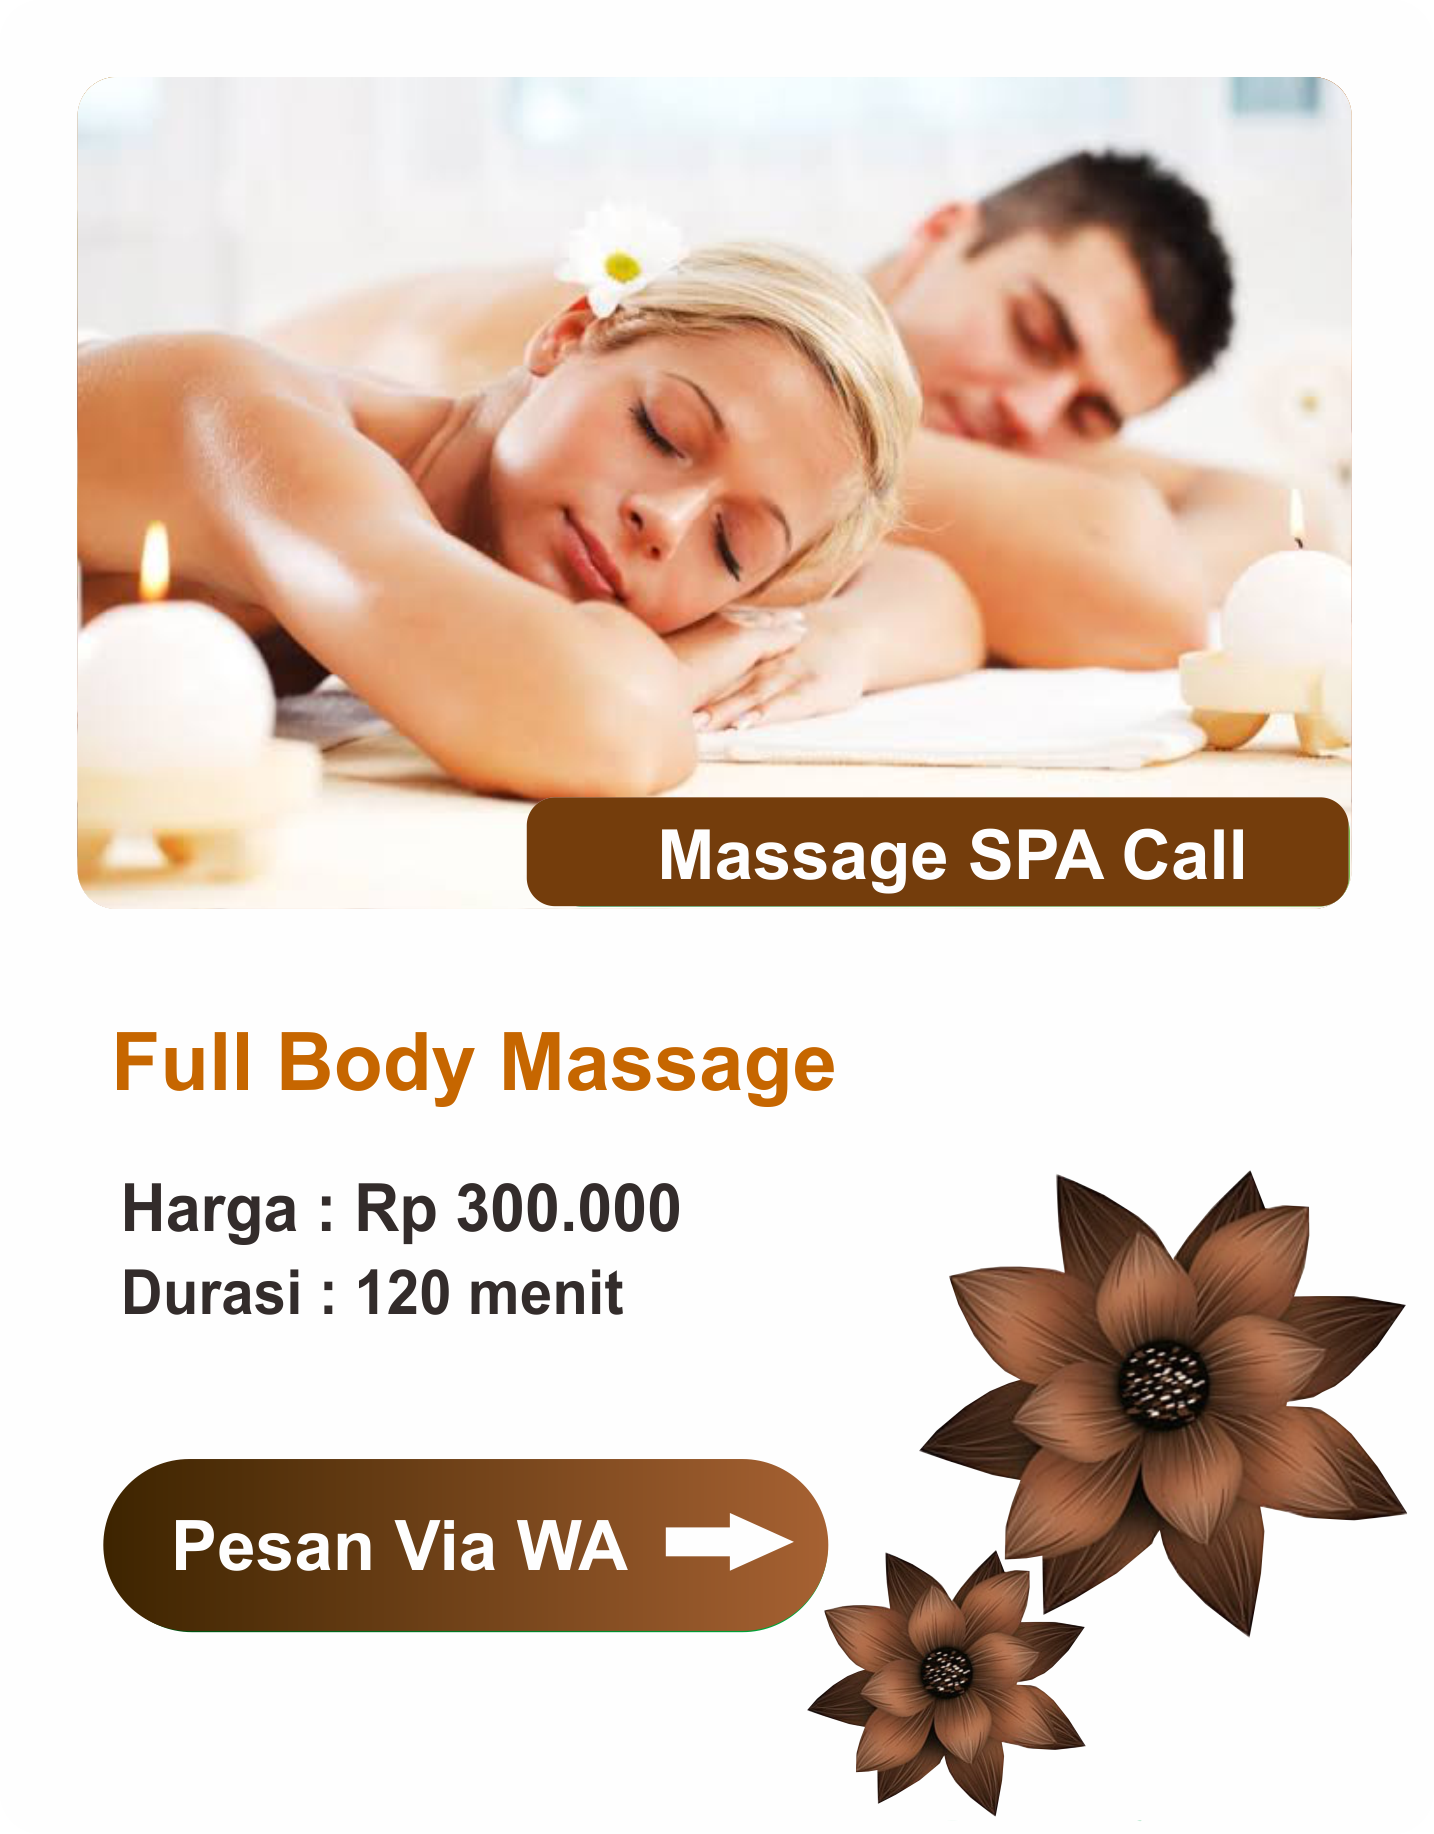 Massage SPA Call
Full Body Massage
Harga : Rp 300.000
Durasi : 120 menit
Pesan Via WA